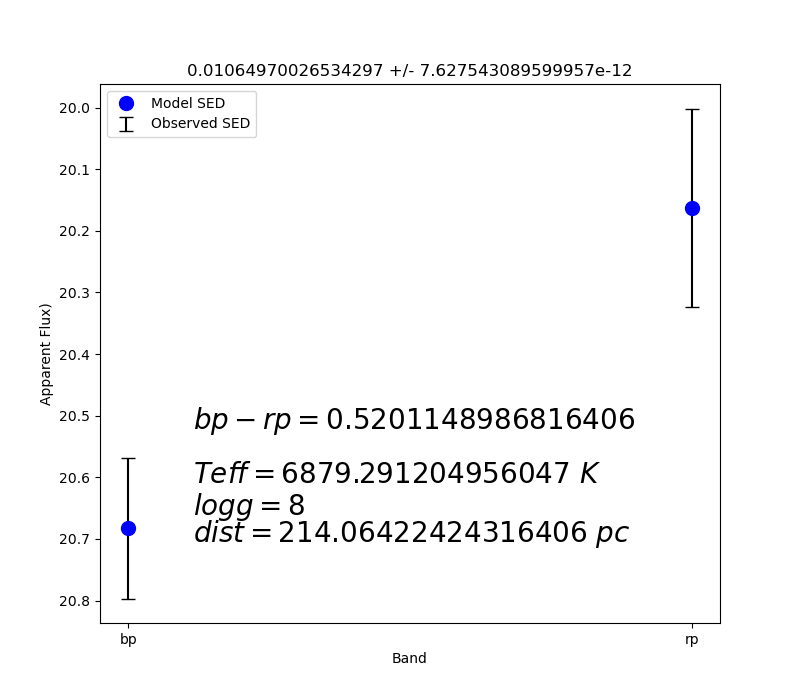 0.01064970026534297 +/- 7.627543089599957e-12
Model SED
Observed SED
20.0
20.1
20.2
20.3
20.4
20.5
20.6
20.7
20.8
Apparent Flux)
bp − rp = 0.5201148986816406
Teff = 6879.291204956047 K
logg = 8
dist = 214.06422424316406 pc
bp
rp
Band